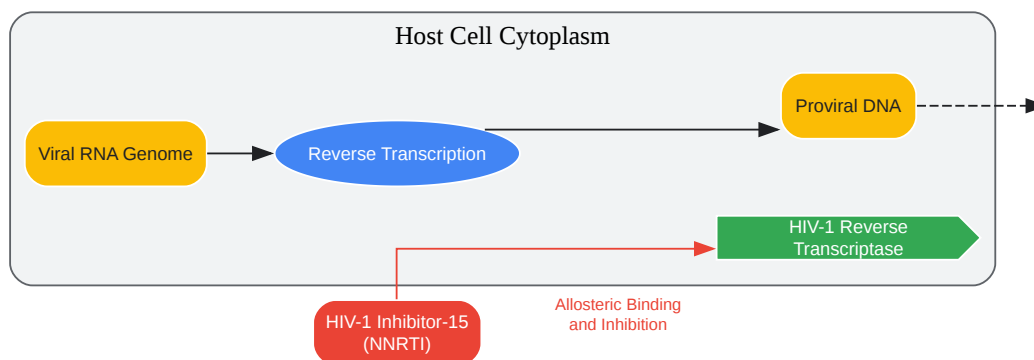 Host Cell Cytoplasm
Proviral DNA
Viral RNA Genome
Reverse Transcription
HIV-1 Reverse
Transcriptase
Allosteric Binding
and Inhibition
HIV-1 Inhibitor-15
(NNRTI)